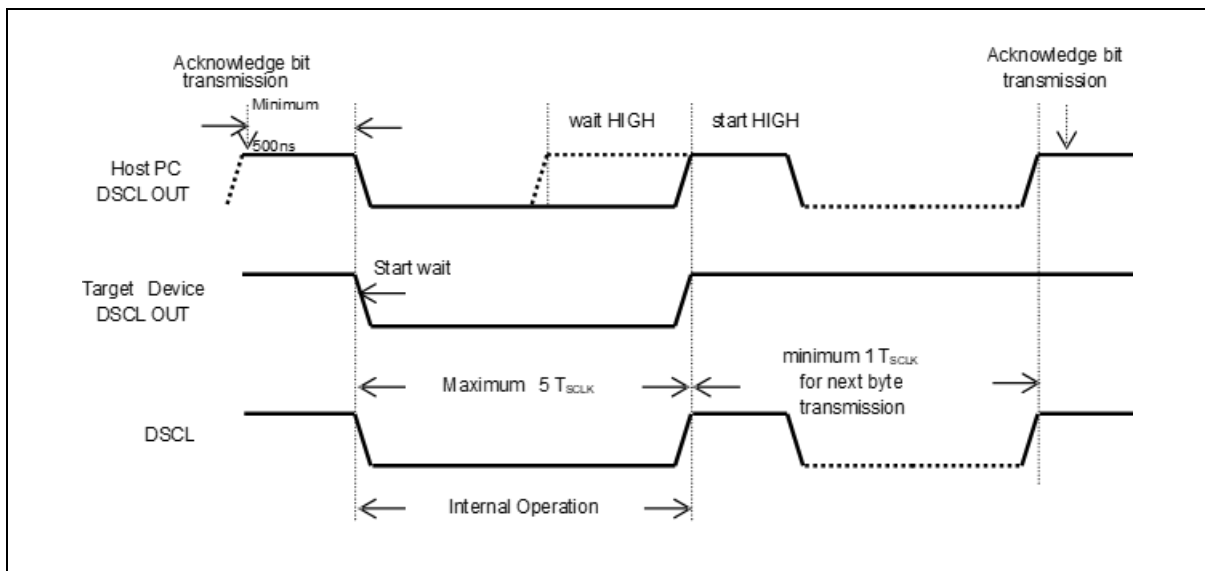 Acknowledge bit
transmission
Acknowledge bit
transmission
Minimum
500ns
wait HIGH
start HIGH
Host PC
DSCL OUT
Start wait
Target Device
DSCL OUT
Maximum 5 TSCLK
minimum 1 TSCLK
for next byte
transmission
DSCL
Internal Operation